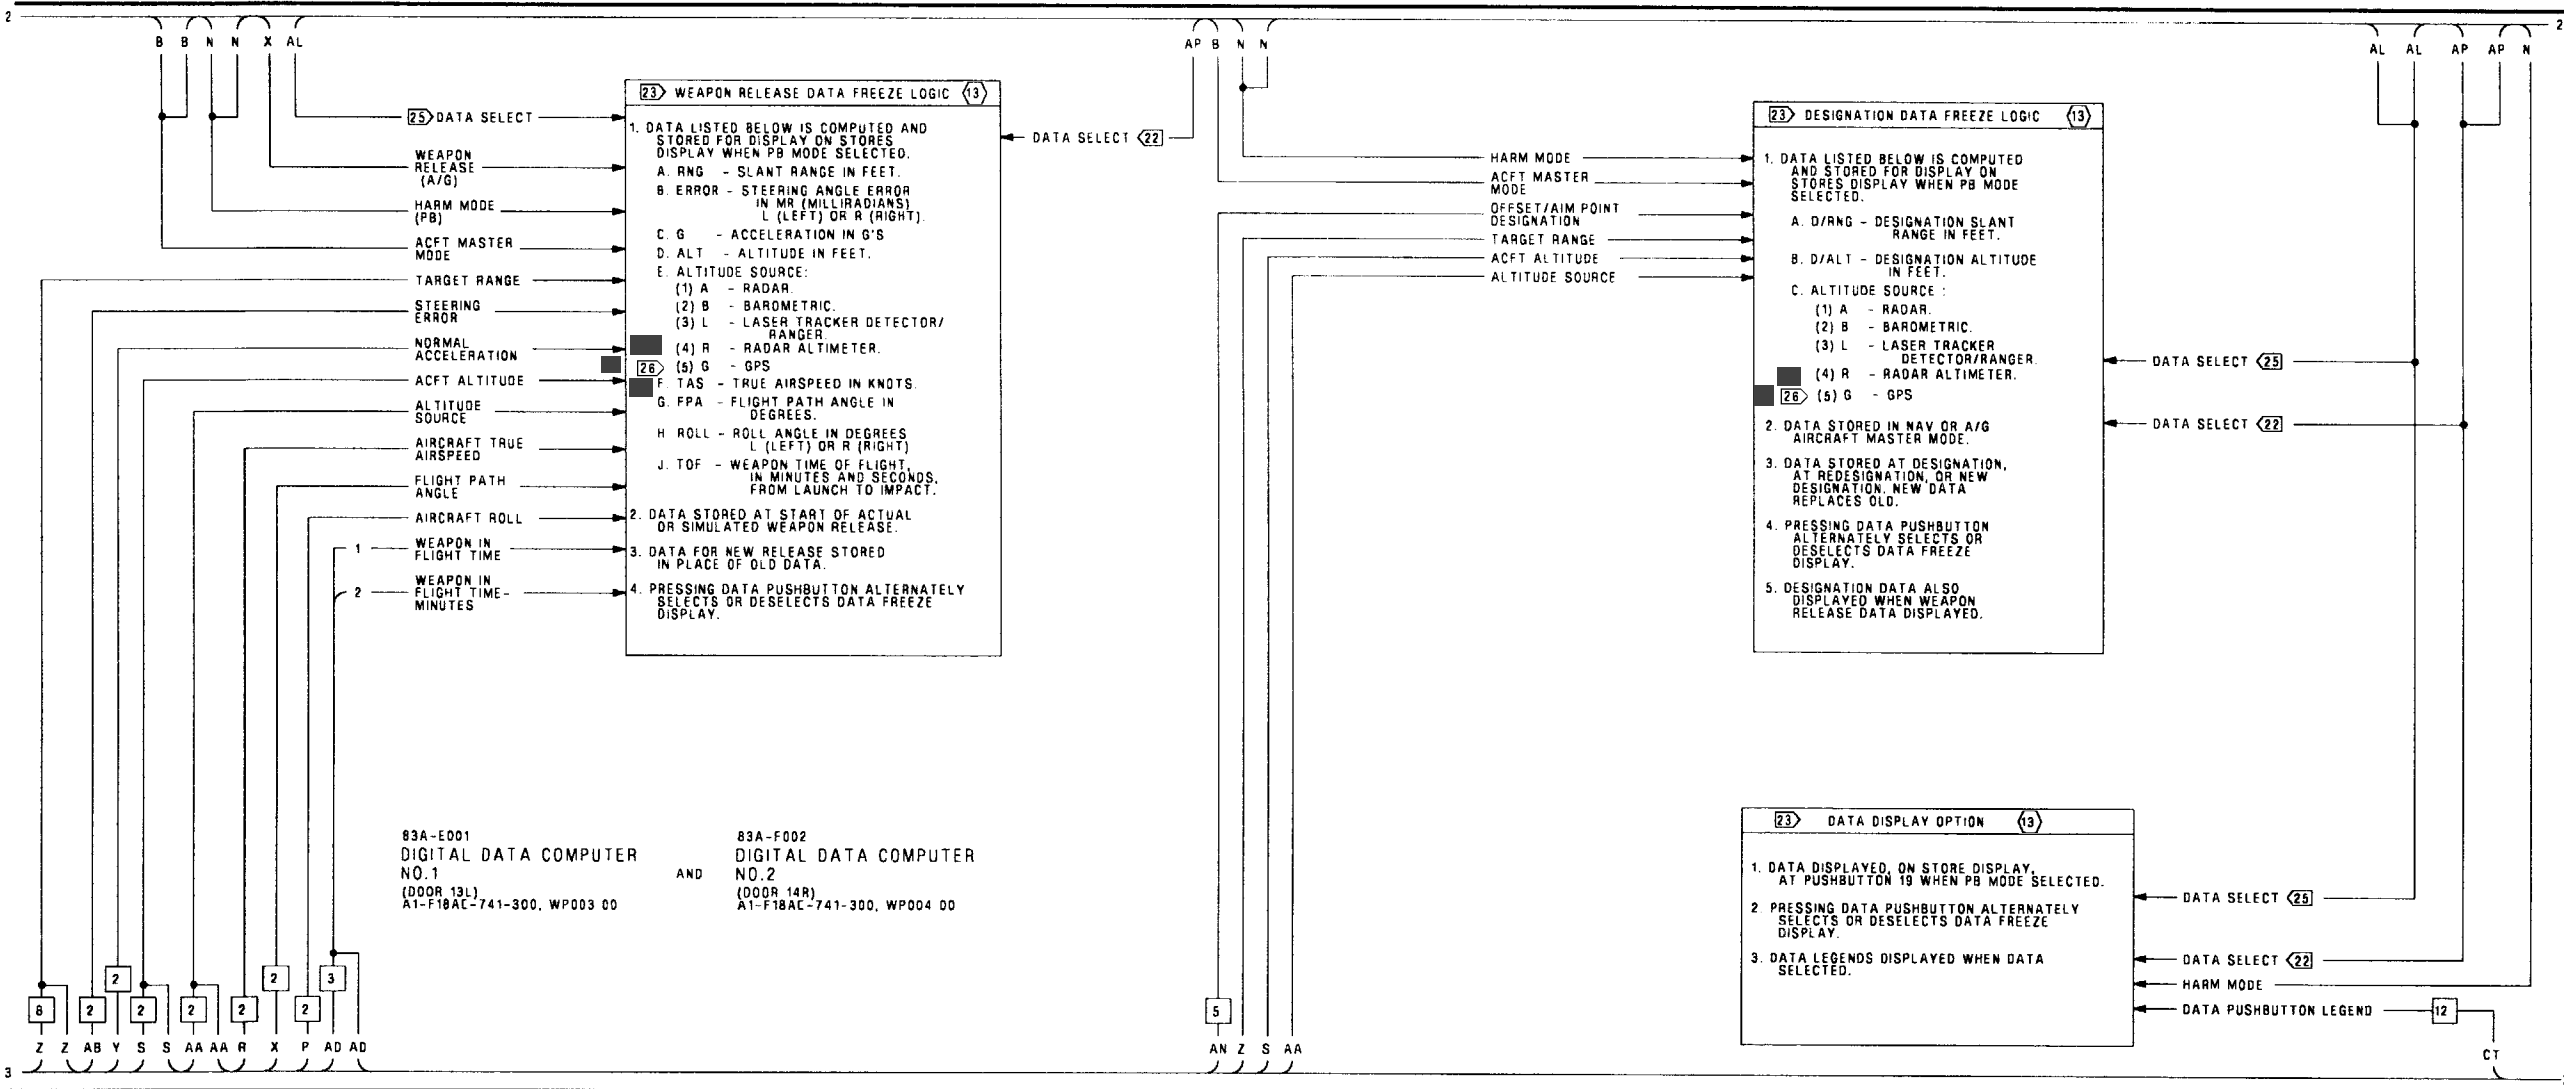 2
B B N N X AL
AP B N N
AL AL AP AP N
2
25 DATA SELECT
WEAPON
RELEASE
(A/G)
HARM MODE
(PB)
ACFT MASTER
MODE
TARGET RANGE
STEERING
ERROR
NORMAL
ACCELERATION
ACFT ALTITUDE
ALTITUDE
SOURCE
AIRCRAFT TRUE
AIRSPEED
FLIGHT PATH
ANGLE
AIRCRAFT ROLL
1 WEAPON IN
FLIGHT TIME
2 WEAPON IN
FLIGHT TIME-
MINUTES
23 WEAPON RELEASE DATA FREEZE LOGIC 13
1. DATA LISTED BELOW IS COMPUTED AND
STORED FOR DISPLAY ON STORES
DISPLAY WHEN PB MODE SELECTED.
A. RNG - SLANT RANGE IN FEET.
B. ERROR - STEERING ANGLE ERROR
IN MR (MILLIRADIANS)
L (LEFT) OR R (RIGHT).
C. G - ACCELERATION IN G'S
D. ALT - ALTITUDE IN FEET.
E. ALTITUDE SOURCE:
(1) A - RADAR.
(2) B - BAROMETRIC.
(3) L - LASER TRACKER DETECTOR/
RANGER.
(4) R - RADAR ALTIMETER.
26 (5) G - GPS
F. TAS - TRUE AIRSPEED IN KNOTS.
G. FPA - FLIGHT PATH ANGLE IN
DEGREES.
H ROLL - ROLL ANGLE IN DEGREES
L (LEFT) OR R (RIGHT)
J. TOF - WEAPON TIME OF FLIGHT,
IN MINUTES AND SECONDS,
FROM LAUNCH TO IMPACT.
2. DATA STORED AT START OF ACTUAL
OR SIMULATED WEAPON RELEASE.
3. DATA FOR NEW RELEASE STORED
IN PLACE OF OLD DATA.
4. PRESSING DATA PUSHBUTTON ALTERNATELY
SELECTS OR DESELECTS DATA FREEZE
DISPLAY.
DATA SELECT 22
HARM MODE
ACFT MASTER
MODE
OFFSET/AIM POINT
DESIGNATION
TARGET RANGE
ACFT ALTITUDE
ALTITUDE SOURCE
23 DESIGNATION DATA FREEZE LOGIC 13
1. DATA LISTED BELOW IS COMPUTED
AND STORED FOR DISPLAY ON
STORES DISPLAY WHEN PB MODE
SELECTED.
A. D/RNG - DESIGNATION SLANT
RANGE IN FEET.
B. D/ALT - DESIGNATION ALTITUDE
IN FEET.
C. ALTITUDE SOURCE :
(1) A - RADAR.
(2) B - BAROMETRIC.
(3) L - LASER TRACKER
DETECTOR/RANGER.
(4) R - RADAR ALTIMETER.
26 (5) G - GPS
2. DATA STORED IN NAV OR A/G
AIRCRAFT MASTER MODE.
3. DATA STORED AT DESIGNATION,
AT REDESIGNATION, OR NEW
DESIGNATION. NEW DATA
REPLACES OLD.
4. PRESSING DATA PUSHBUTTON
ALTERNATELY SELECTS OR
DESELECTS DATA FREEZE
DISPLAY.
5. DESIGNATION DATA ALSO
DISPLAYED WHEN WEAPON
RELEASE DATA DISPLAYED.
DATA SELECT 25
DATA SELECT 22
83A-E001
DIGITAL DATA COMPUTER
NO.1
(DOOR 13L)
A1-F18AC-741-300, WP003 00
AND
83A-F002
DIGITAL DATA COMPUTER
NO.2
(DOOR 14R)
A1-F18AC-741-300, WP004 00
23 DATA DISPLAY OPTION 13
1. DATA DISPLAYED, ON STORE DISPLAY,
AT PUSHBUTTON 19 WHEN PB MODE SELECTED.
2 PRESSING DATA PUSHBUTTON ALTERNATELY
SELECTS OR DESELECTS DATA FREEZE
DISPLAY.
3. DATA LEGENDS DISPLAYED WHEN DATA
SELECTED.
DATA SELECT 25
DATA SELECT 22
HARM MODE
DATA PUSHBUTTON LEGEND 12
2 2 3
8 2 2 2 2 2
5
Z Z AB Y S S AA AA R X P AD AD
AN Z S AA
CT
3